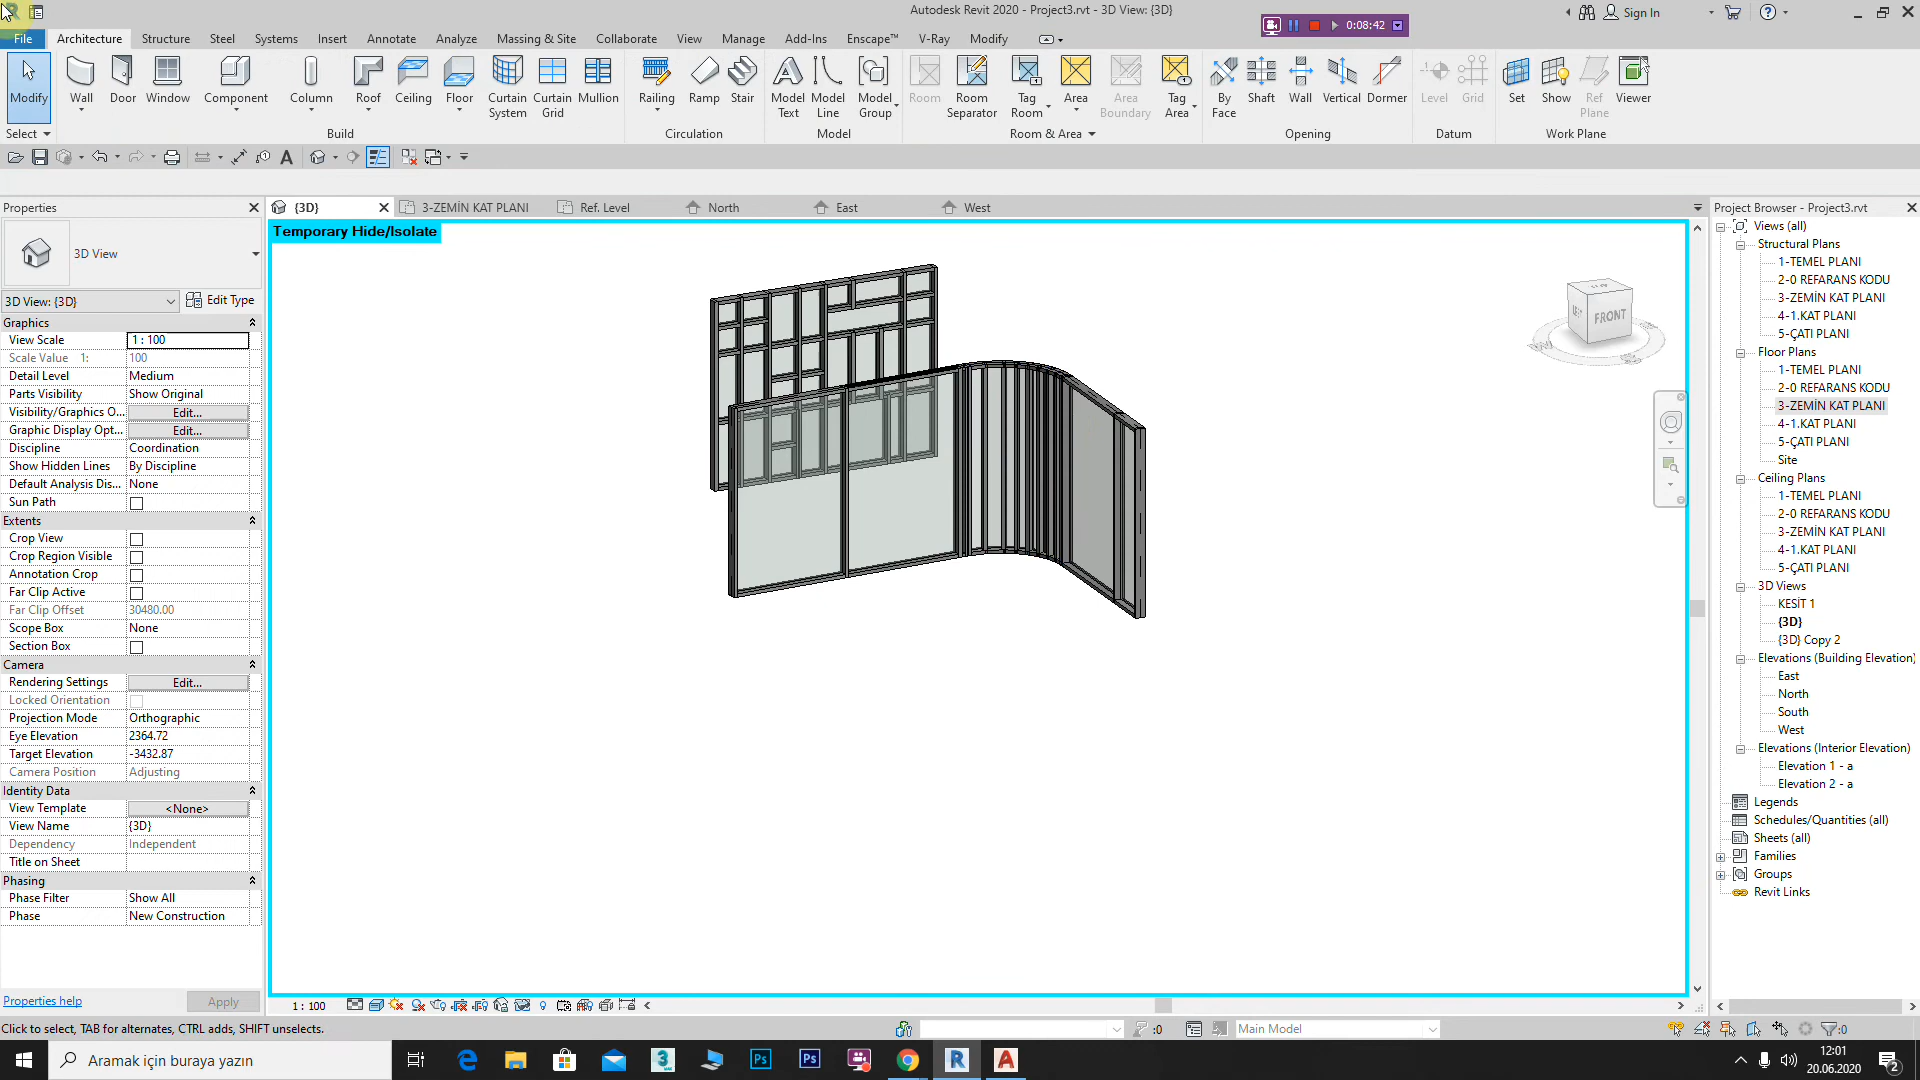 Autodesk Revit 2020 - Project3.rvt - 3D View: {3D}
0:08:42
Sign In
File Architecture Structure Steel Systems Insert Annotate Analyze Massing & Site Collaborate View Manage Add-Ins Enscape™ V-Ray Modify
Modify Wall Door Window Component Column Roof Ceiling Floor Curtain System Curtain Grid Mullion Railing Ramp Stair Model Text Model Line Model Group Room Room Separator Tag Room Area Area Boundary Tag Area By Face Shaft Wall Vertical Dormer Level Grid Set Show Ref Plane Viewer
Select Build Circulation Model Room & Area Opening Datum Work Plane
Properties
{3D} 3-ZEMİN KAT PLANI Ref. Level North East West
Project Browser - Project3.rvt
3D View
3D View: {3D} Edit Type
Graphics
View Scale 1 : 100
Scale Value 1: 100
Detail Level Medium
Parts Visibility Show Original
Visibility/Graphics O... Edit...
Graphic Display Opt... Edit...
Discipline Coordination
Show Hidden Lines By Discipline
Default Analysis Dis... None
Sun Path
Extents
Crop View
Crop Region Visible
Annotation Crop
Far Clip Active
Far Clip Offset 30480.00
Scope Box None
Section Box
Camera
Rendering Settings Edit...
Locked Orientation
Projection Mode Orthographic
Eye Elevation 2364.72
Target Elevation -3432.87
Camera Position Adjusting
Identity Data
View Template <None>
View Name {3D}
Dependency Independent
Title on Sheet
Phasing
Phase Filter Show All
Phase New Construction
Properties help Apply
Temporary Hide/Isolate
FRONT
Views (all)
Structural Plans
1-TEMEL PLANI
2-0 REFARANS KODU
3-ZEMİN KAT PLANI
4-1.KAT PLANI
5-ÇATI PLANI
Floor Plans
1-TEMEL PLANI
2-0 REFARANS KODU
3-ZEMİN KAT PLANI
4-1.KAT PLANI
5-ÇATI PLANI
Site
Ceiling Plans
1-TEMEL PLANI
2-0 REFARANS KODU
3-ZEMİN KAT PLANI
4-1.KAT PLANI
5-ÇATI PLANI
3D Views
KESİT 1
{3D}
{3D} Copy 2
Elevations (Building Elevation)
East
North
South
West
Elevations (Interior Elevation)
Elevation 1 - a
Elevation 2 - a
Legends
Schedules/Quantities (all)
Sheets (all)
Families
Groups
Revit Links
1 : 100
Click to select, TAB for alternates, CTRL adds, SHIFT unselects.
:0
Main Model
:0
Aramak için buraya yazın
12:01
20.06.2020
2